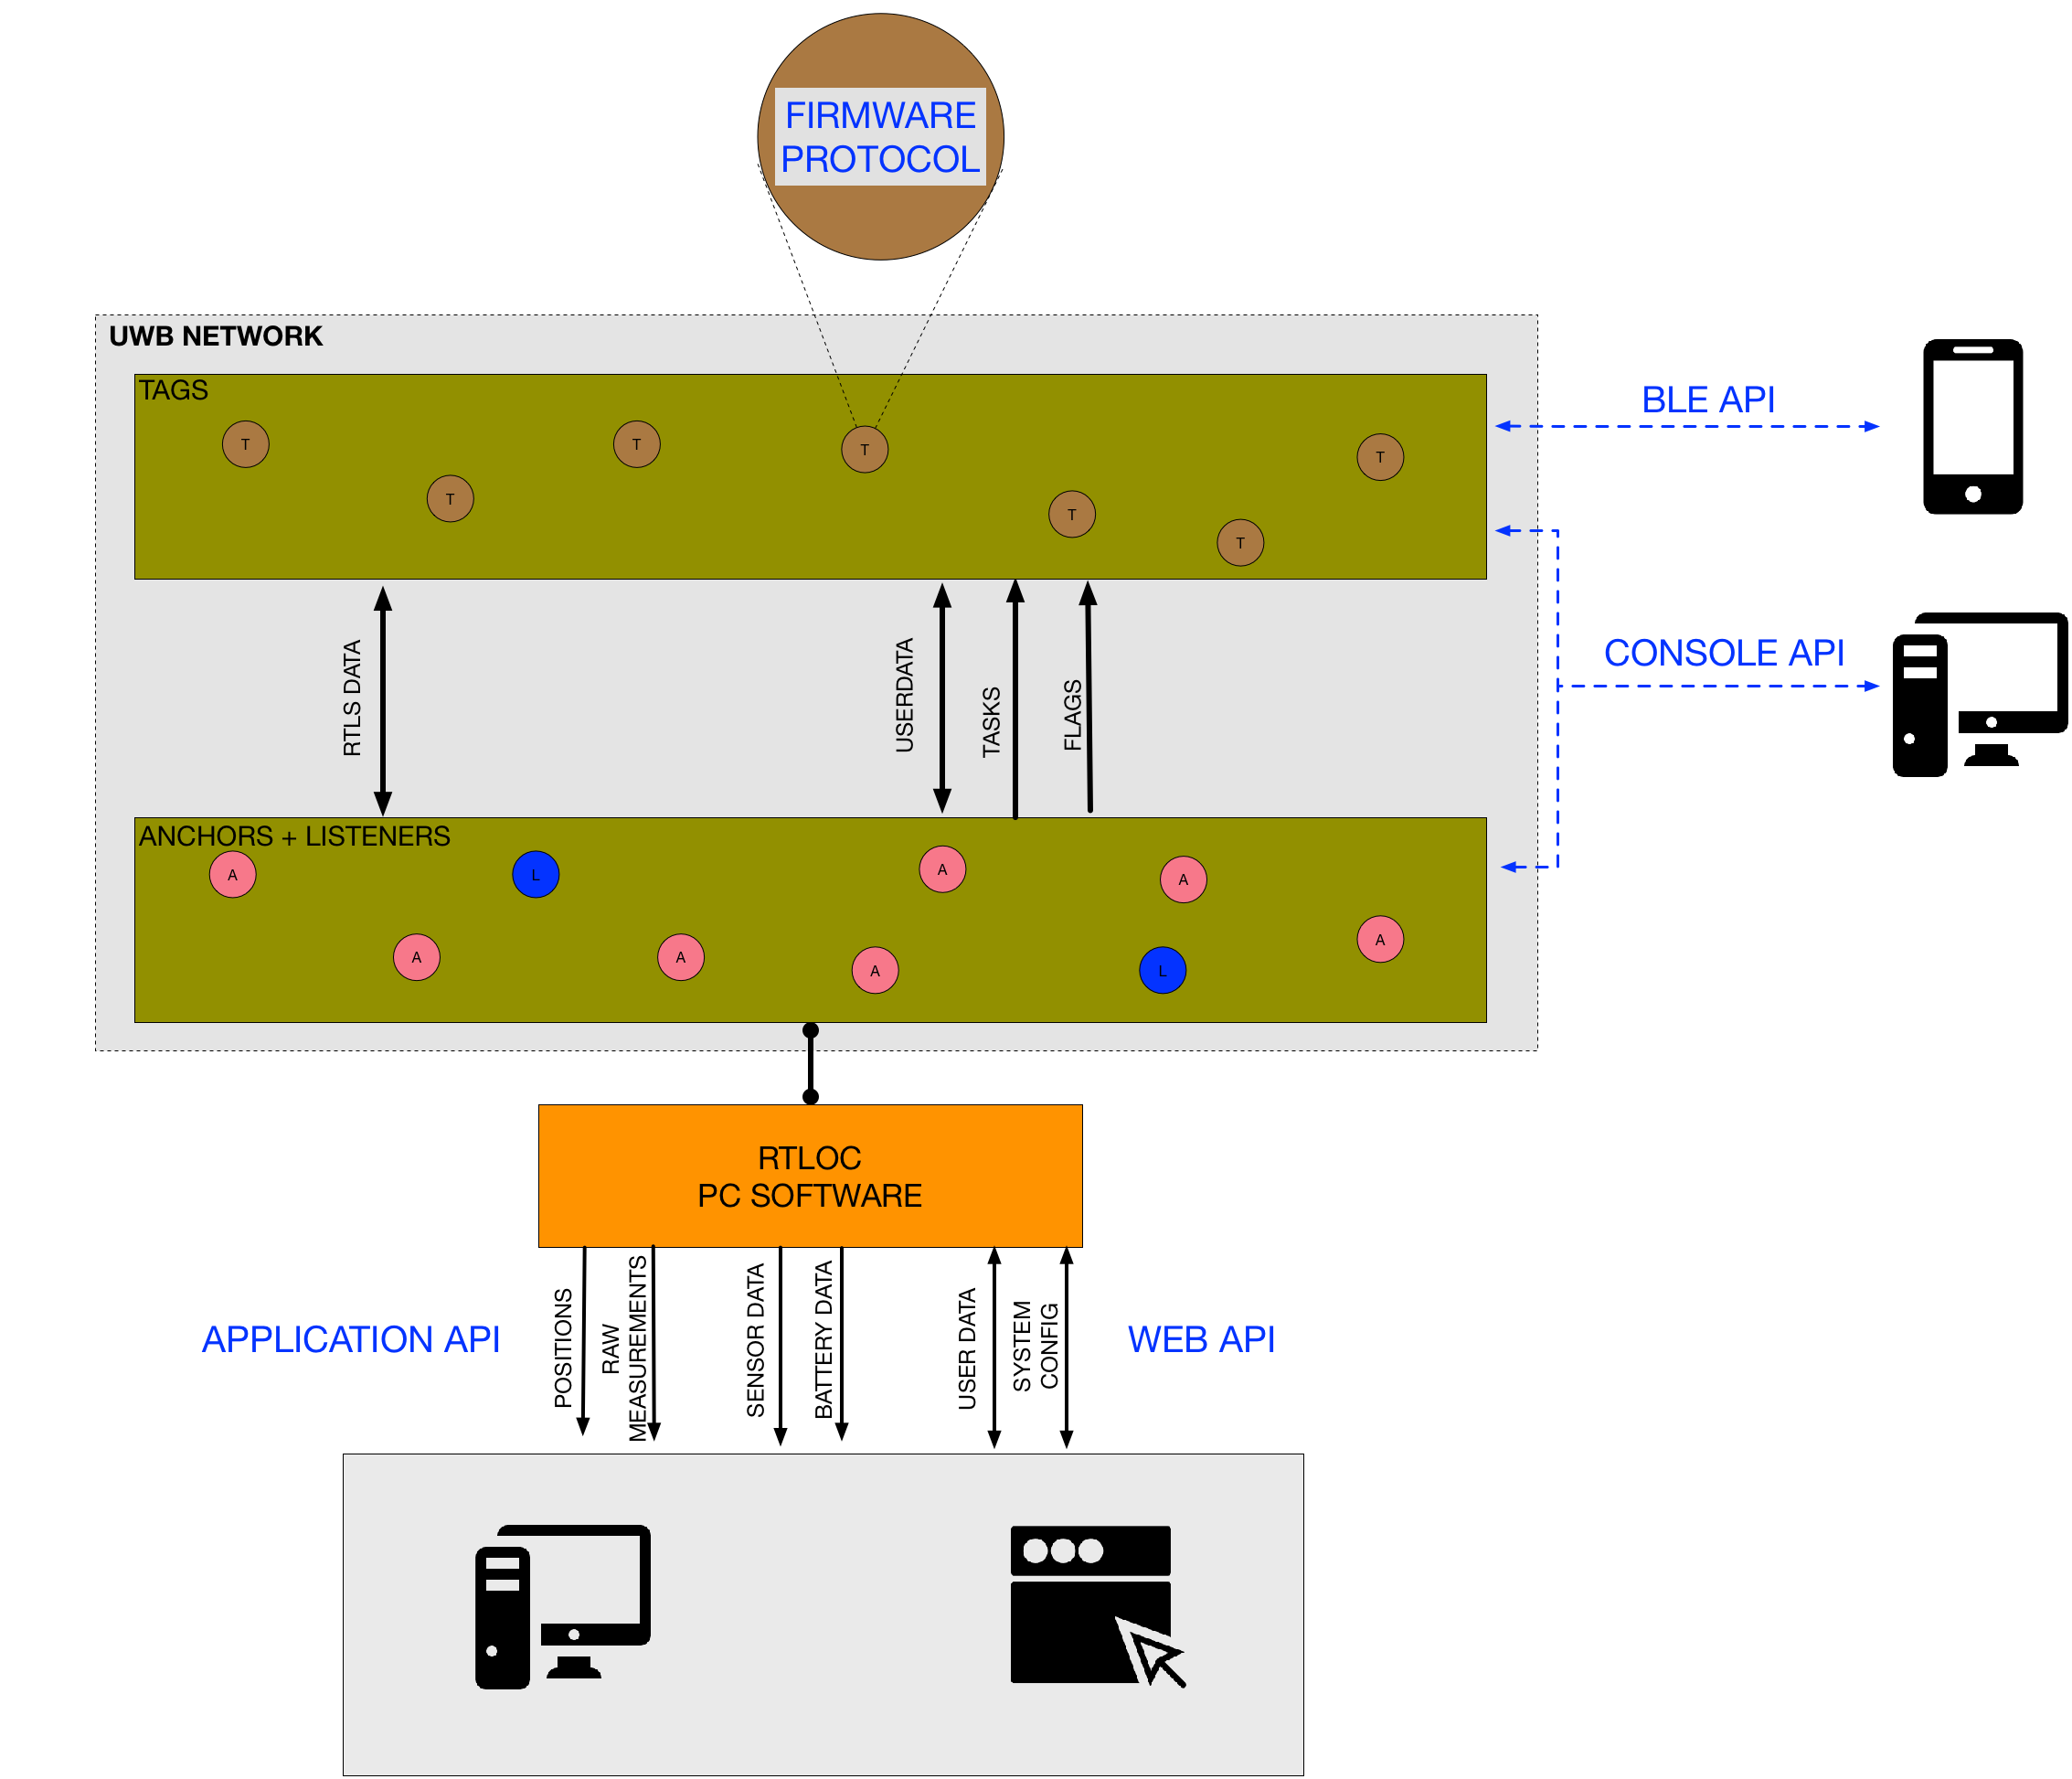 FIRMWARE
PROTOCOL
UWB NETWORK
TAGS
T
T
T
T
T
T
T
BLE API
RTLS DATA
USERDATA
TASKS
FLAGS
CONSOLE API
ANCHORS + LISTENERS
A
L
A
A
A
A
A
L
A
RTLOC
PC SOFTWARE
APPLICATION API
POSITIONS
RAW
MEASUREMENTS
SENSOR DATA
BATTERY DATA
USER DATA
SYSTEM
CONFIG
WEB API